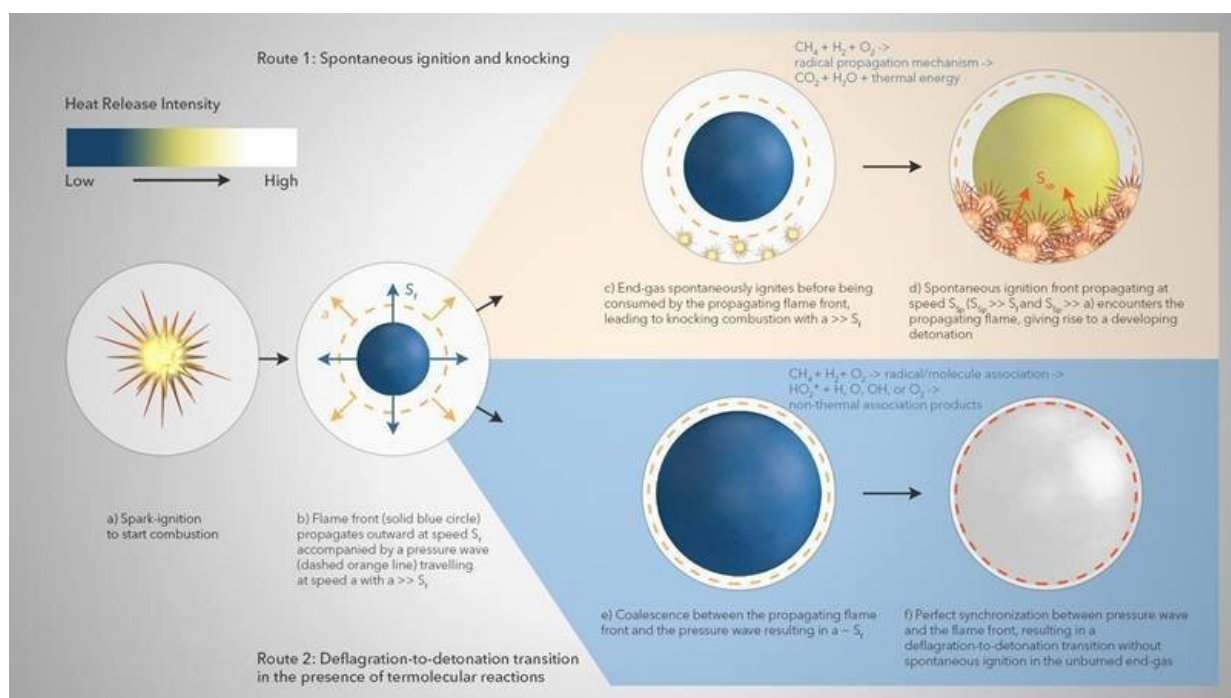 Route 1: Spontaneous ignition and knocking
Heat Release Intensity
Low
High
CH₄ + H₂ + O₂ ->
radical propagation mechanism ->
CO₂ + H₂O + thermal energy
S_sp
c) End-gas spontaneously ignites before being
consumed by the propagating flame front,
leading to knocking combustion with a >> S_f
d) Spontaneous ignition front propagating at
speed S_sp (S_sp >> S_f and S_sp >> a) encounters the
propagating flame, giving rise to a developing
detonation
a
S_f
a) Spark-ignition
to start combustion
b) Flame front (solid blue circle)
propagates outward at speed S_f
accompanied by a pressure wave
(dashed orange line) travelling
at speed a with a >> S_f
CH₄ + H₂ + O₂ -> radical/molecule association ->
HO₂* + H, O, OH, or O₂ ->
non-thermal association products
e) Coalescence between the propagating flame
front and the pressure wave resulting in a ~ S_f
f) Perfect synchronization between pressure wave
and the flame front, resulting in a
deflagration-to-detonation transition without
spontaneous ignition in the unburned end-gas
Route 2: Deflagration-to-detonation transition
in the presence of termolecular reactions